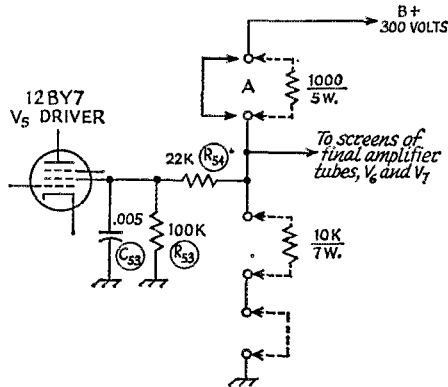 B+
300 VOLTS
12BY7
V5 DRIVER
A
1000
5W.
22K
R54*
To screens of
final amplifier
tubes, V6 and V7
.005
C53
100K
R53
10K
7W.